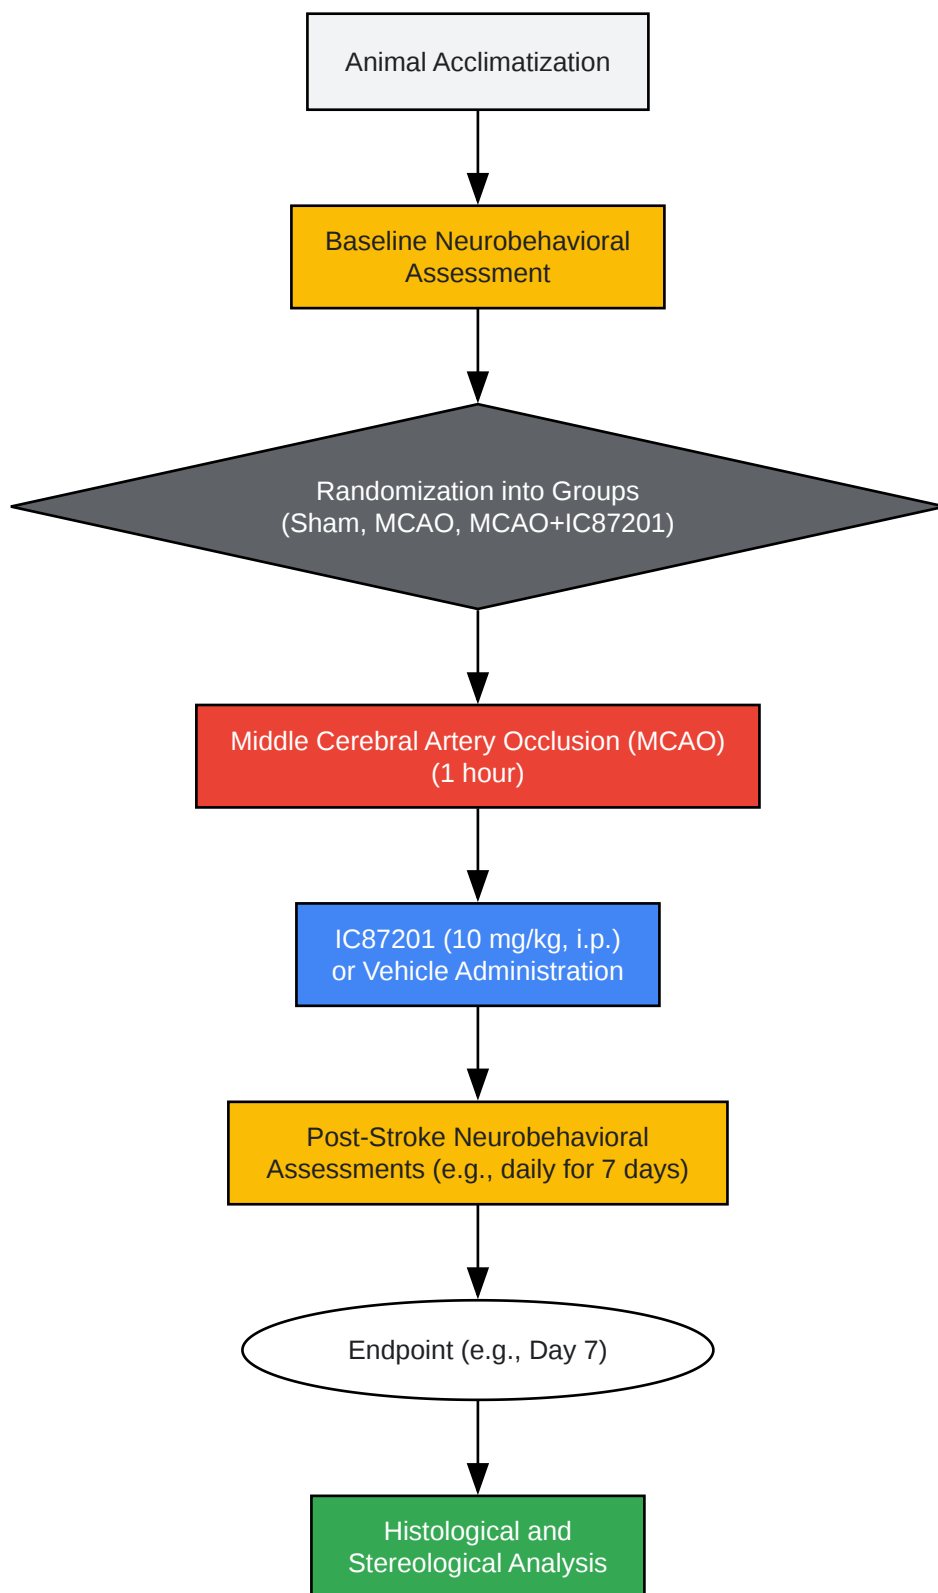 Animal Acclimatization
Baseline Neurobehavioral
Assessment
Randomization into Groups
(Sham, MCAO, MCAO+IC87201)
Middle Cerebral Artery Occlusion (MCAO)
(1 hour)
IC87201 (10 mg/kg, i.p.)
or Vehicle Administration
Post-Stroke Neurobehavioral
Assessments (e.g., daily for 7 days)
Endpoint (e.g., Day 7)
Histological and
Stereological Analysis